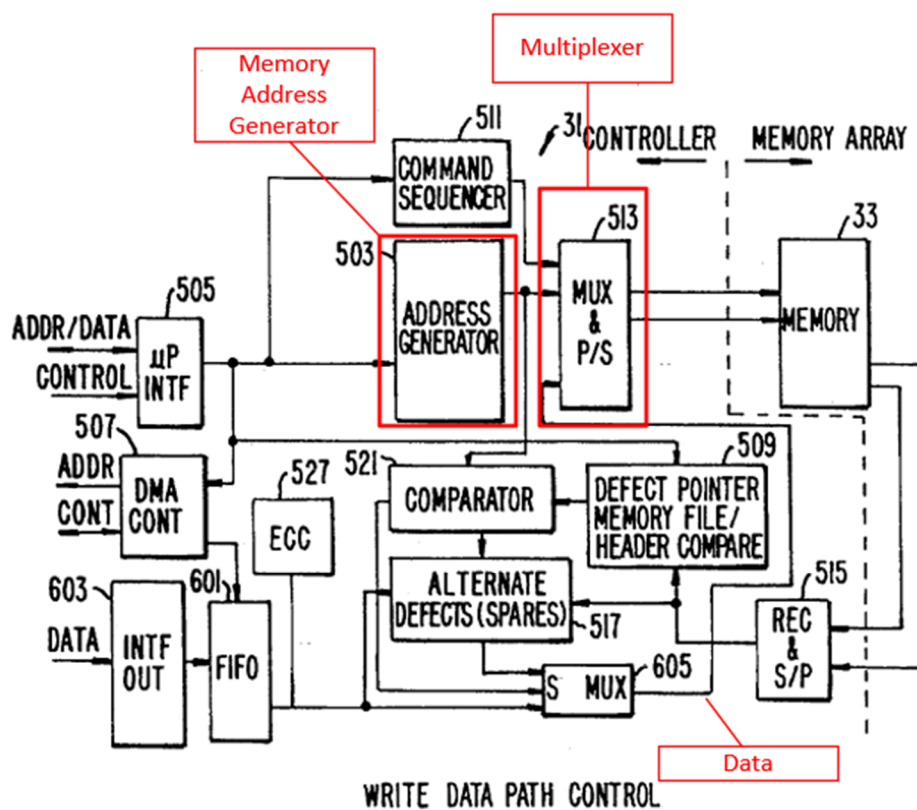 Multiplexer
Memory
Address
Generator
511
31
CONTROLLER
MEMORY ARRAY
COMMAND
SEQUENCER
513
33
503
505
ADDRESS
GENERATOR
MUX
&
P/S
MEMORY
ADDR/DATA
CONTROL
μP
INTF
507
ADDR
CONT
DMA
CONT
527
ECC
521
COMPARATOR
509
DEFECT POINTER
MEMORY FILE/
HEADER COMPARE
603
601
ALTERNATE
DEFECTS (SPARES)
517
515
REC
&
S/P
DATA
INTF
OUT
FIFO
605
S MUX
Data
WRITE DATA PATH CONTROL